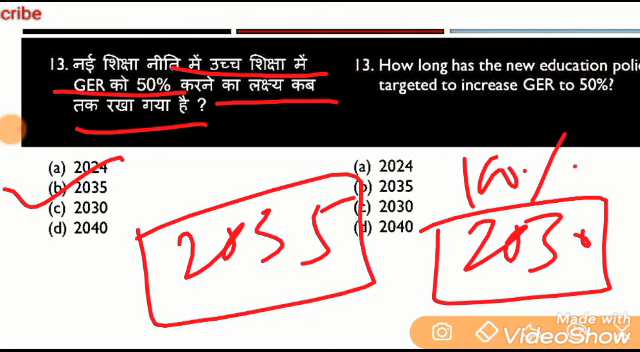 cribe
13. नई शिक्षा नीति में उच्च शिक्षा में
GER को 50% करने का लक्ष्य कब
तक रखा गया है ?
(a) 2024
(b) 2035
(c) 2030
(d) 2040
13. How long has the new education poli
targeted to increase GER to 50%?
(a) 2024
(b) 2035
(c) 2030
(d) 2040
2035
100%
2030
Made with
VideoShow